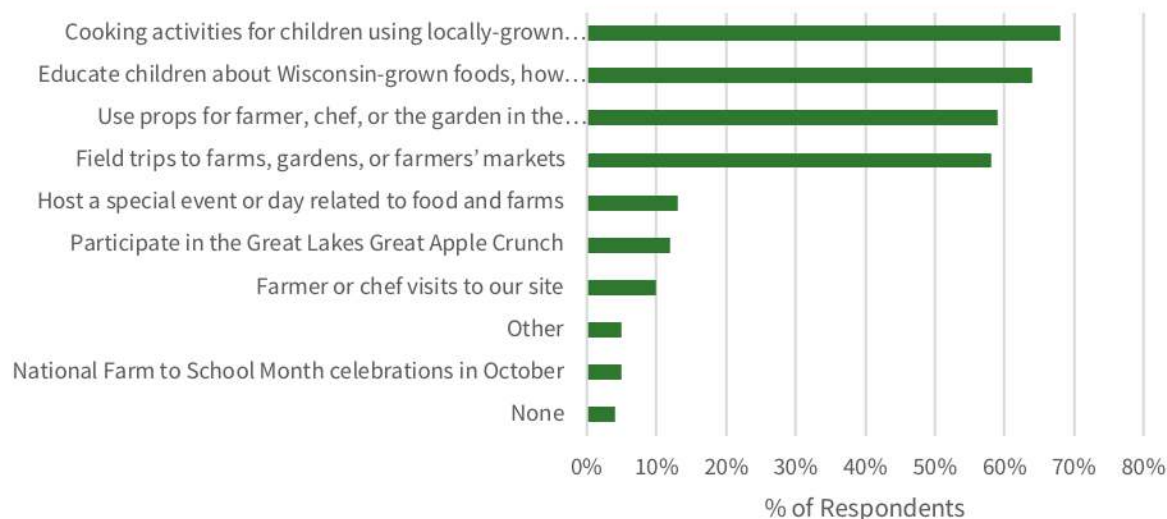 Cooking activities for children using locally-grown…
Educate children about Wisconsin-grown foods, how…
Use props for farmer, chef, or the garden in the…
Field trips to farms, gardens, or farmers’ markets
Host a special event or day related to food and farms
Participate in the Great Lakes Great Apple Crunch
Farmer or chef visits to our site
Other
National Farm to School Month celebrations in October
None
0% 10% 20% 30% 40% 50% 60% 70% 80%
% of Respondents